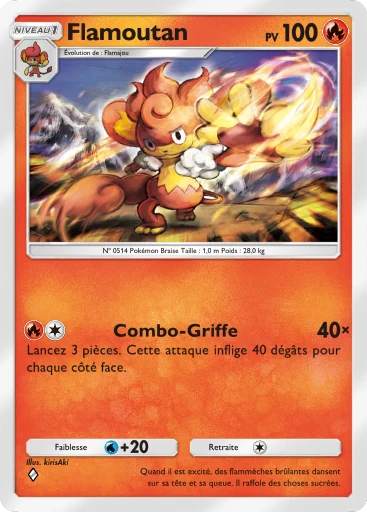 NIVEAU 1
Flamoutan
PV 100
Évolution de : Flamajou
N° 0514 Pokémon Braise Taille : 1,0 m Poids : 28,0 kg
Combo-Griffe 40×
Lancez 3 pièces. Cette attaque inflige 40 dégâts pour
chaque côté face.
Faiblesse +20
Retraite
Illus. kirisAki
Quand il est excité, des flammèches brûlantes dansent
sur sa tête et sa queue. Il raffole des choses sucrées.